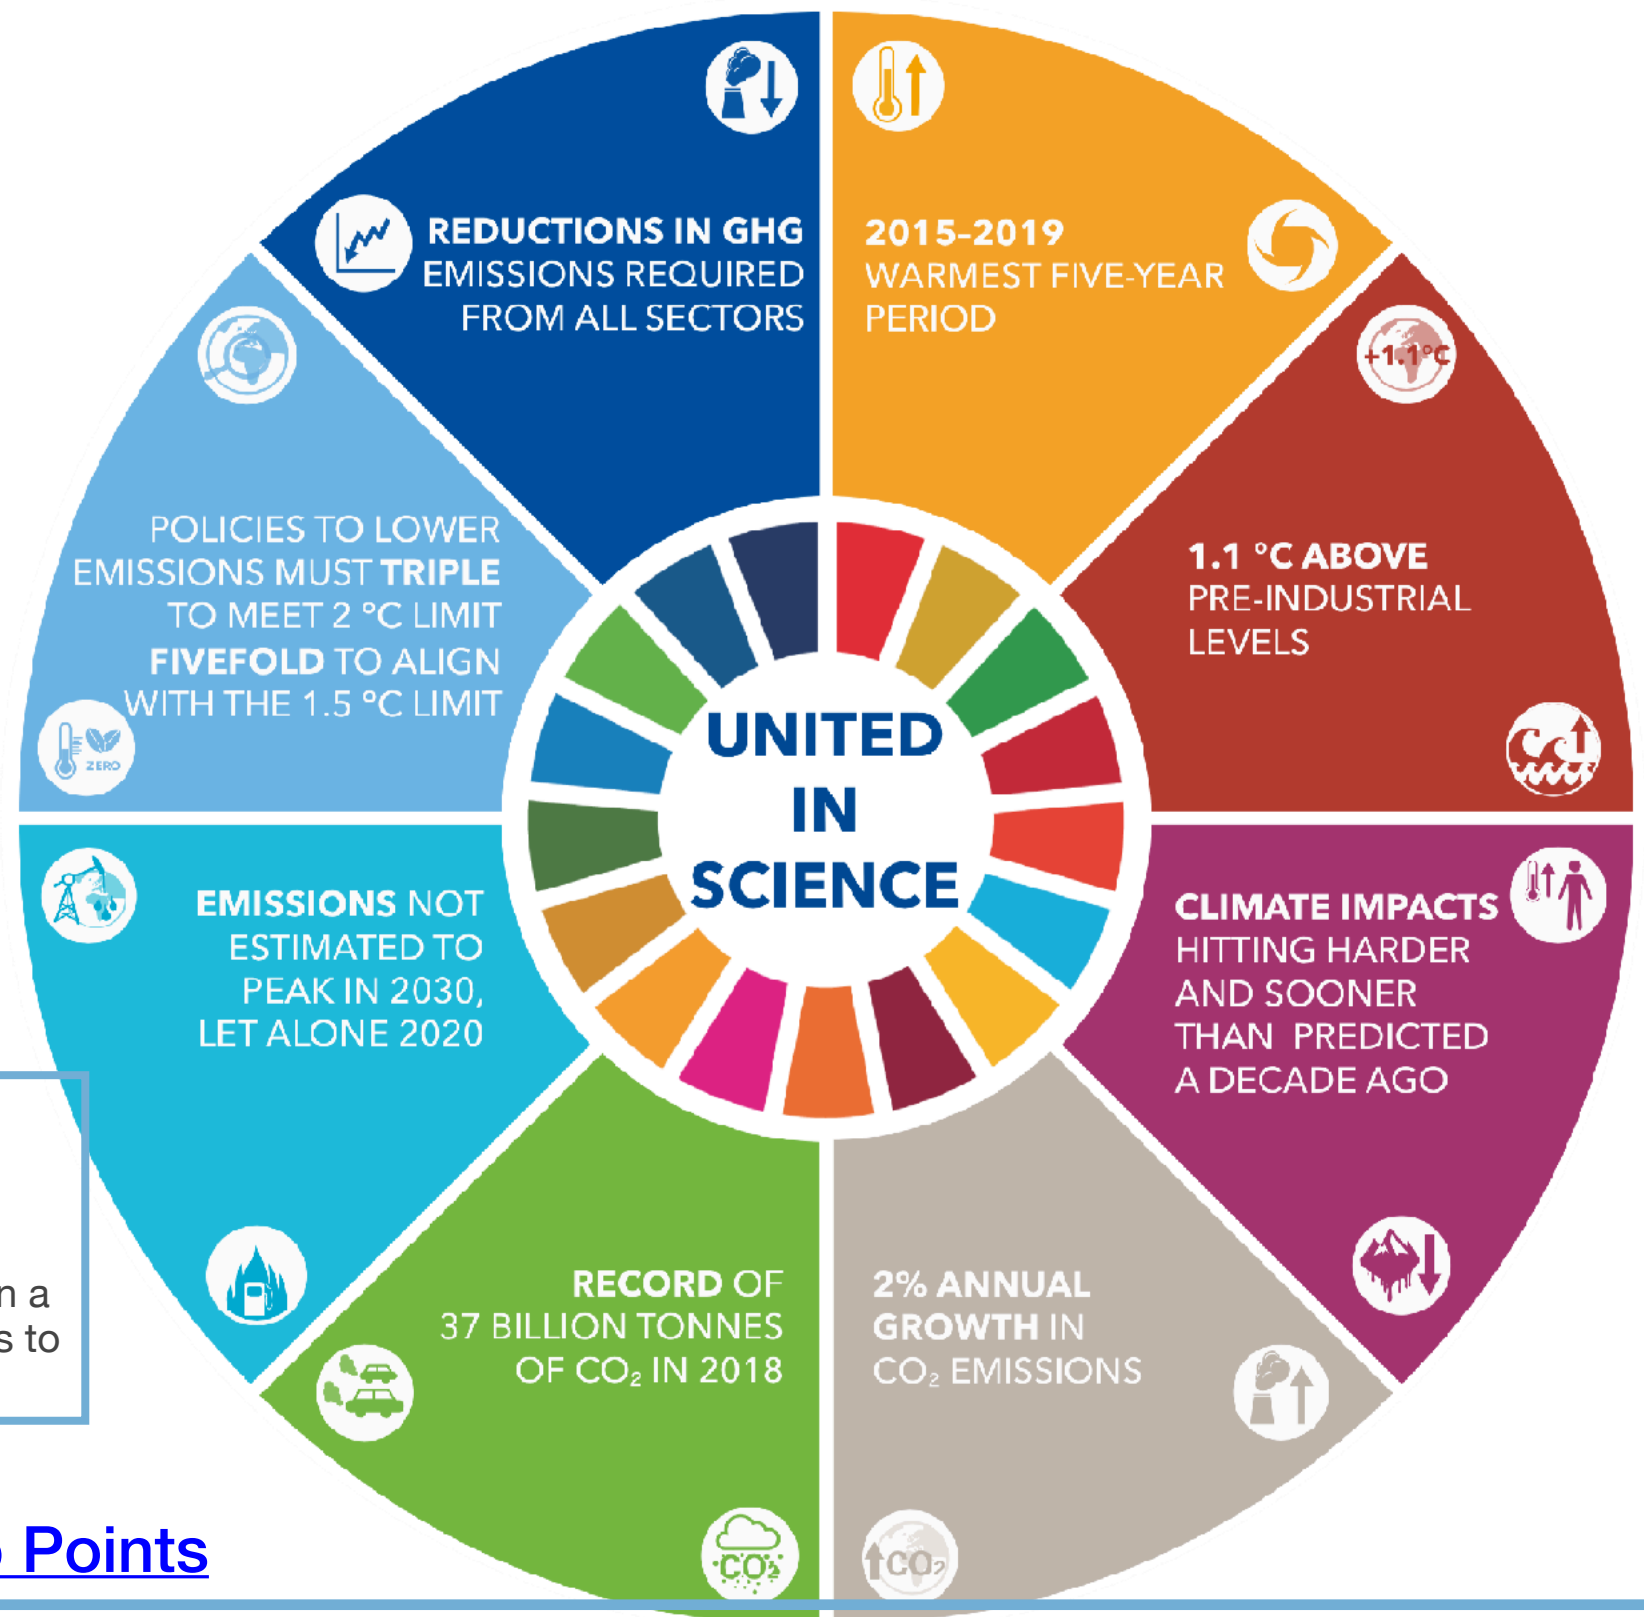 REDUCTIONS IN GHG
EMISSIONS REQUIRED
FROM ALL SECTORS
2015-2019
WARMEST FIVE-YEAR
PERIOD
+1.1°C
1.1 °C ABOVE
PRE-INDUSTRIAL
LEVELS
CLIMATE IMPACTS
HITTING HARDER
AND SOONER
THAN PREDICTED
A DECADE AGO
2% ANNUAL
GROWTH IN
CO₂ EMISSIONS
CO₂
RECORD OF
37 BILLION TONNES
OF CO₂ IN 2018
CO₂
EMISSIONS NOT
ESTIMATED TO
PEAK IN 2030,
LET ALONE 2020
POLICIES TO LOWER
EMISSIONS MUST TRIPLE
TO MEET 2 °C LIMIT
FIVEFOLD TO ALIGN
WITH THE 1.5 °C LIMIT
ZERO
UNITED
IN
SCIENCE
a
to
Points